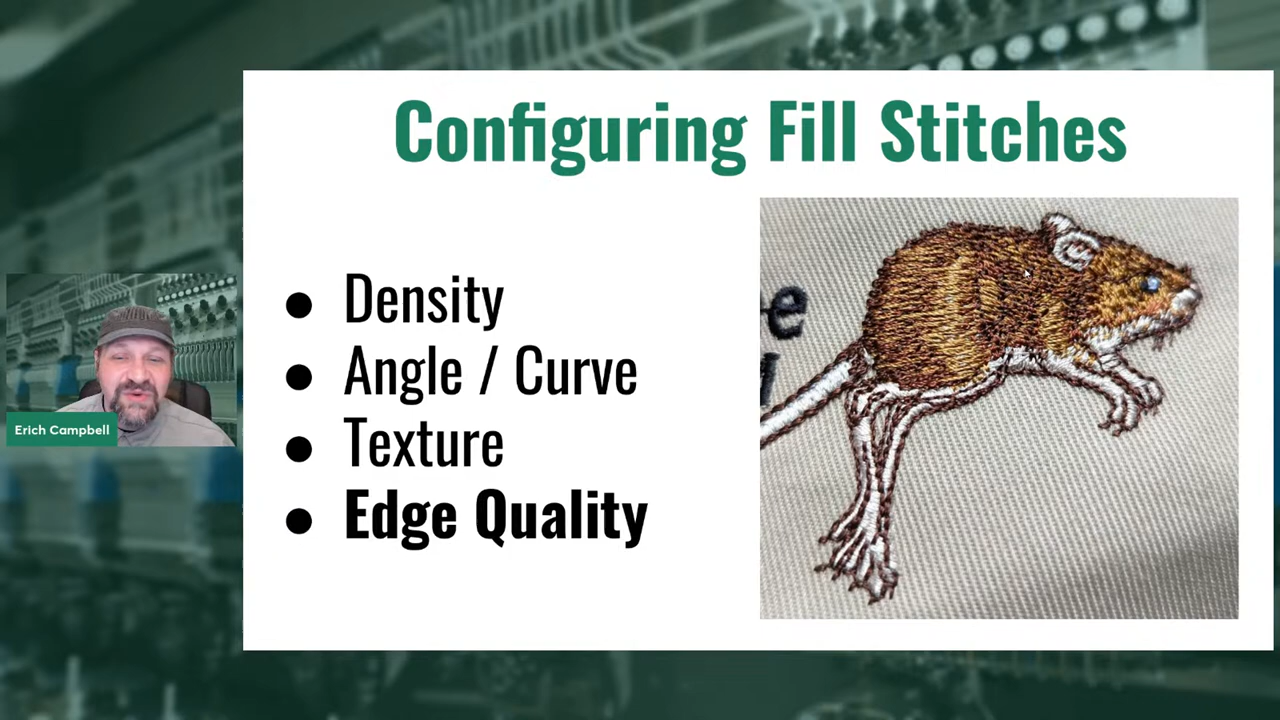 Configuring Fill Stitches
Density
Angle / Curve
Texture
Edge Quality
Erich Campbell
e